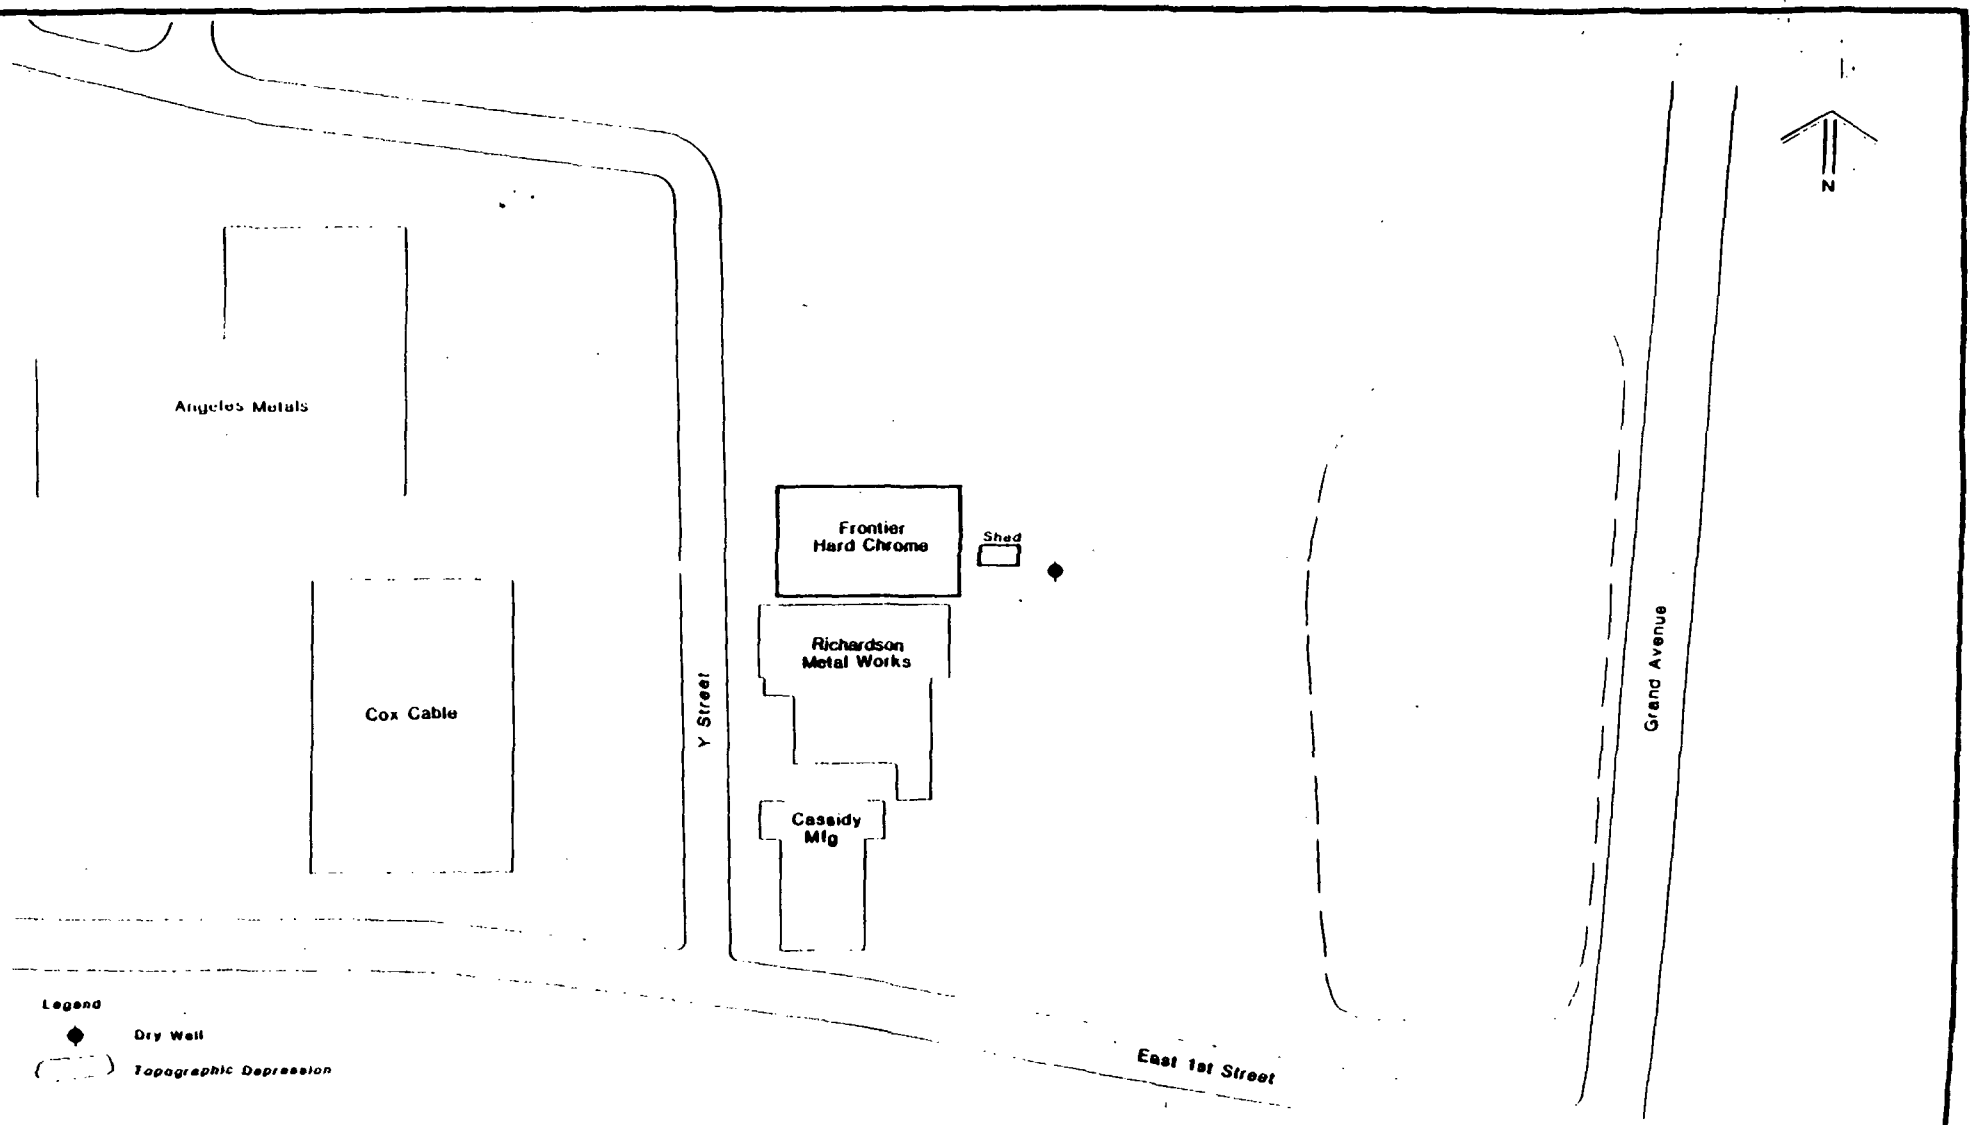 N
Angeles Metals
Frontier
Hard Chrome
Shed
Richardson
Metal Works
Grand Avenue
Y Street
Cox Cable
Cassidy
Mfg
Legend
Dry Well
Topographic Depression
East 1st Street